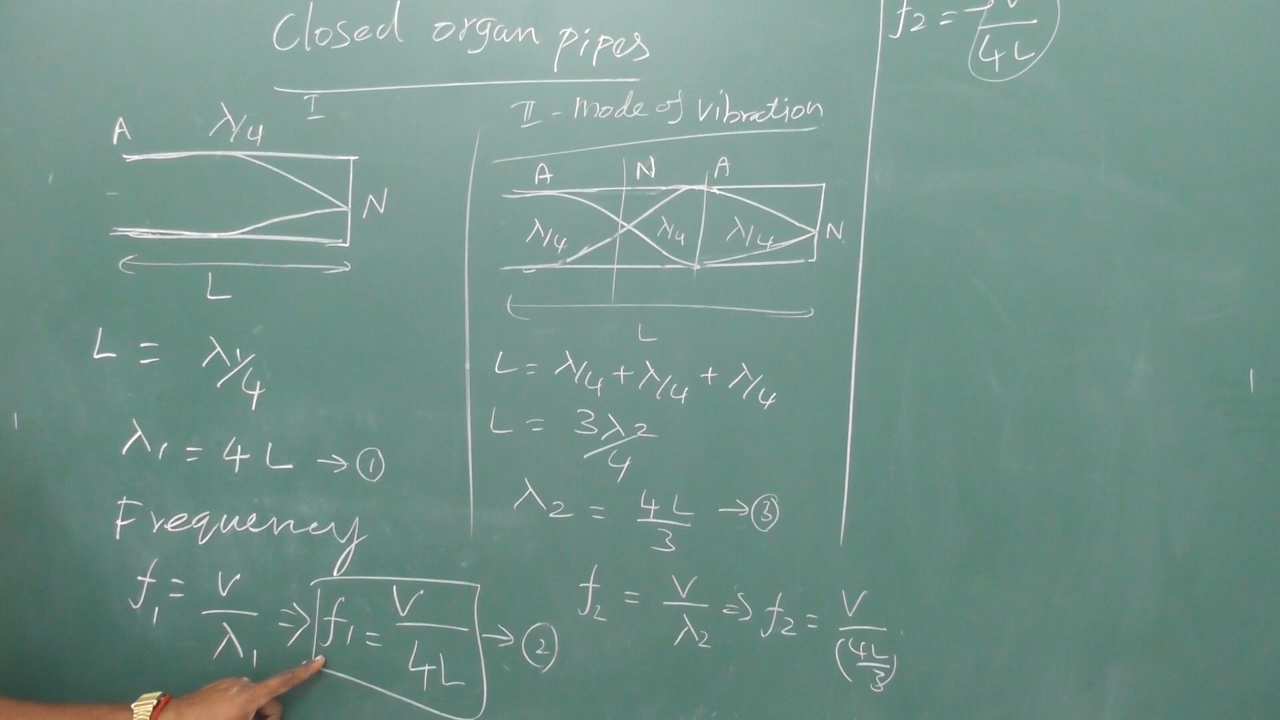 Closed organ pipes
I
A λ/4
N
L
L = λ₁/4
λ₁ = 4L → ①
Frequency
f₁ = V/λ₁ ⇒ f₁ = V/4L → ②
II - mode of vibration
A N A
λ/4 λ/4 λ/4 N
L
L = λ/4 + λ/4 + λ/4
L = 3λ₂/4
λ₂ = 4L/3 → ③
f₂ = V/λ₂ ⇒ f₂ = V/(4L/3)
f₂ = V/4L